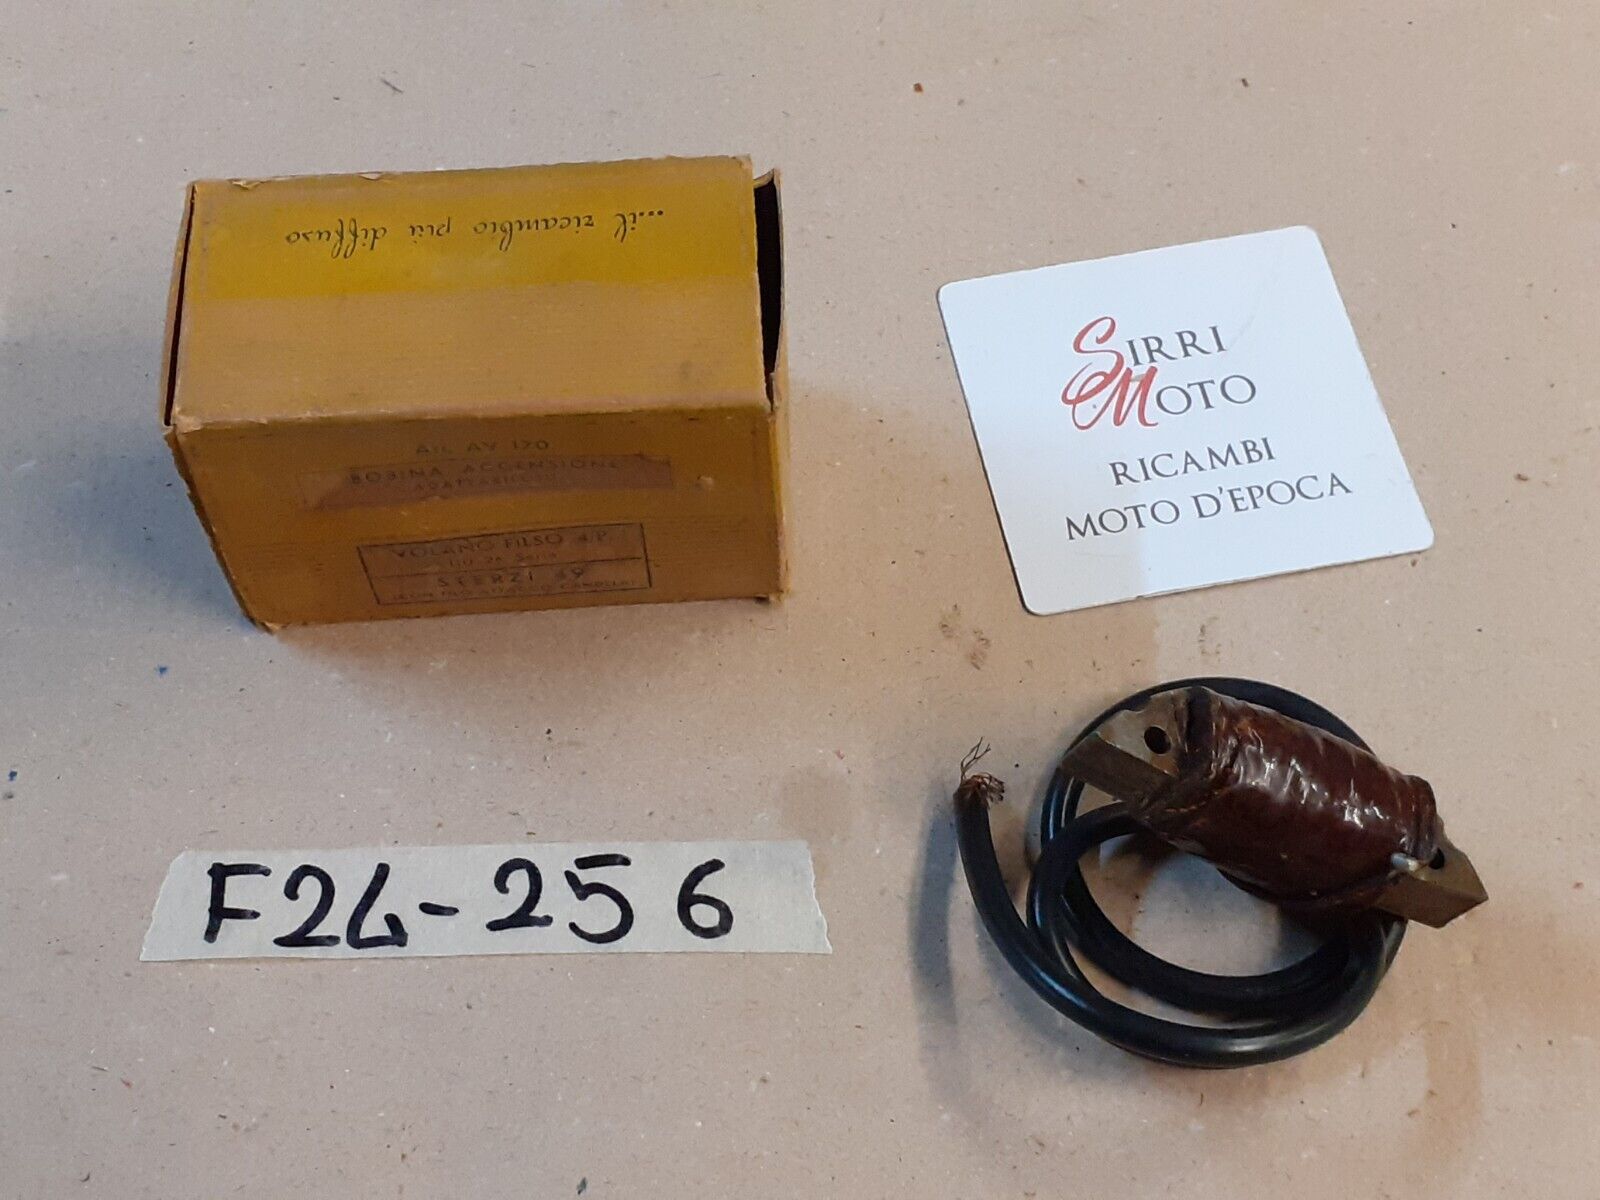 ...il ricambio più diffuso
Art. AV 170
BOBINA ACCENSIONE
VOLANO FILSO 4/P.
STERZI 49
SIRRI
MOTO
RICAMBI
MOTO D'EPOCA
F24-256